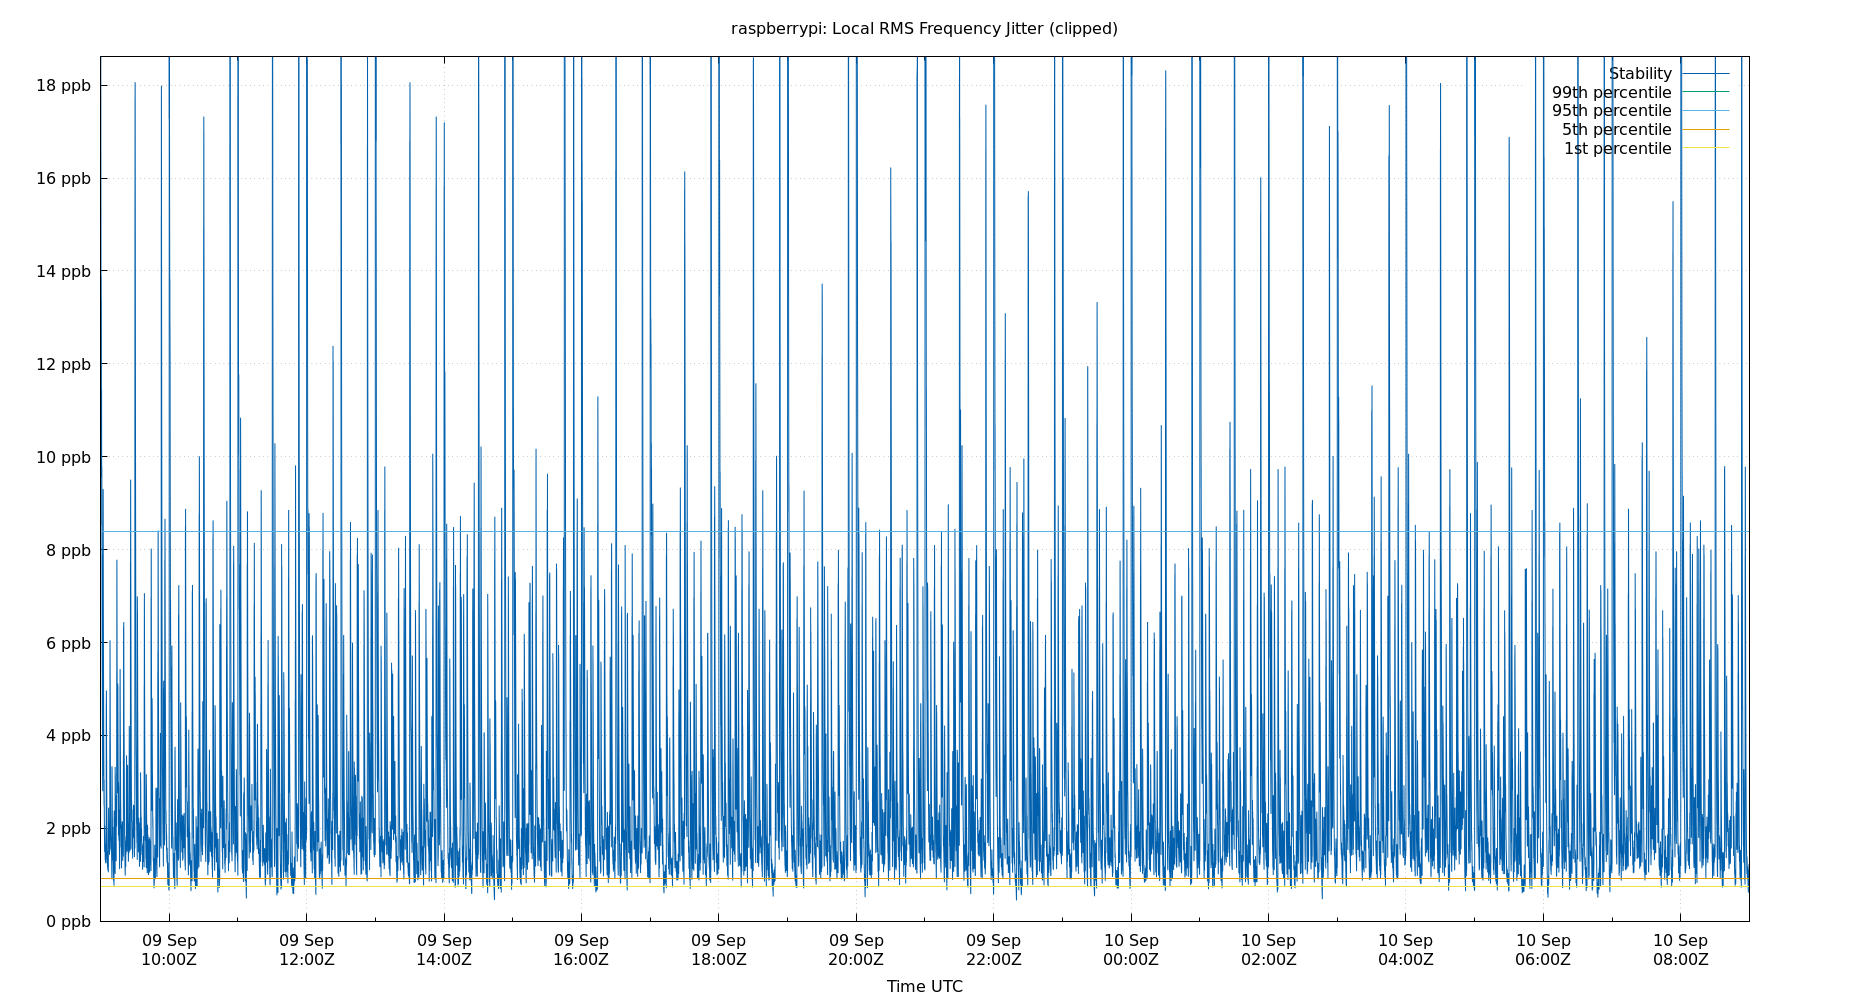 raspberrypi: Local RMS Frequency Jitter (clipped)
18 ppb
16 ppb
14 ppb
12 ppb
10 ppb
8 ppb
6 ppb
4 ppb
2 ppb
0 ppb
Stability
99th percentile
95th percentile
5th percentile
1st percentile
09 Sep 09 Sep 09 Sep 09 Sep 09 Sep 09 Sep 09 Sep 10 Sep 10 Sep 10 Sep 10 Sep 10 Sep
10:00Z 12:00Z 14:00Z 16:00Z 18:00Z 20:00Z 22:00Z 00:00Z 02:00Z 04:00Z 06:00Z 08:00Z
Time UTC